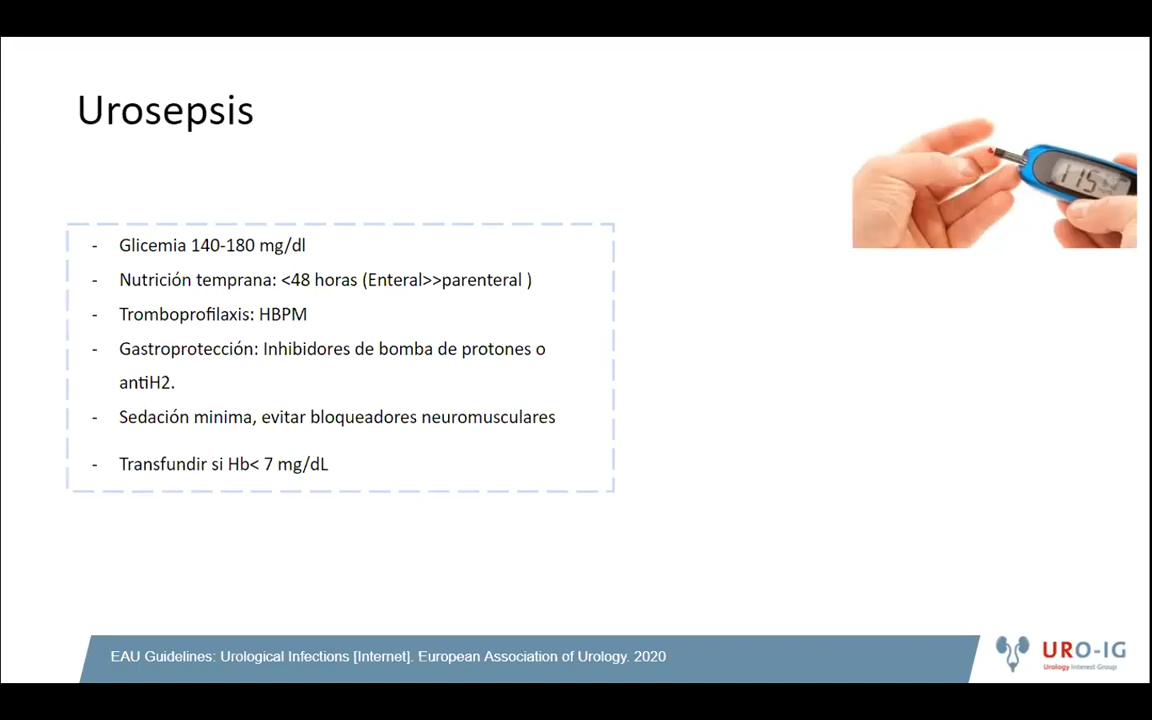 Urosepsis
115
- Glicemia 140-180 mg/dl
- Nutrición temprana: <48 horas (Enteral>>parenteral )
- Tromboprofilaxis: HBPM
- Gastroprotección: Inhibidores de bomba de protones o
antiH2.
- Sedación minima, evitar bloqueadores neuromusculares
- Transfundir si Hb< 7 mg/dL
EAU Guidelines: Urological Infections [Internet]. European Association of Urology. 2020
URO-IG
Urology Interest Group